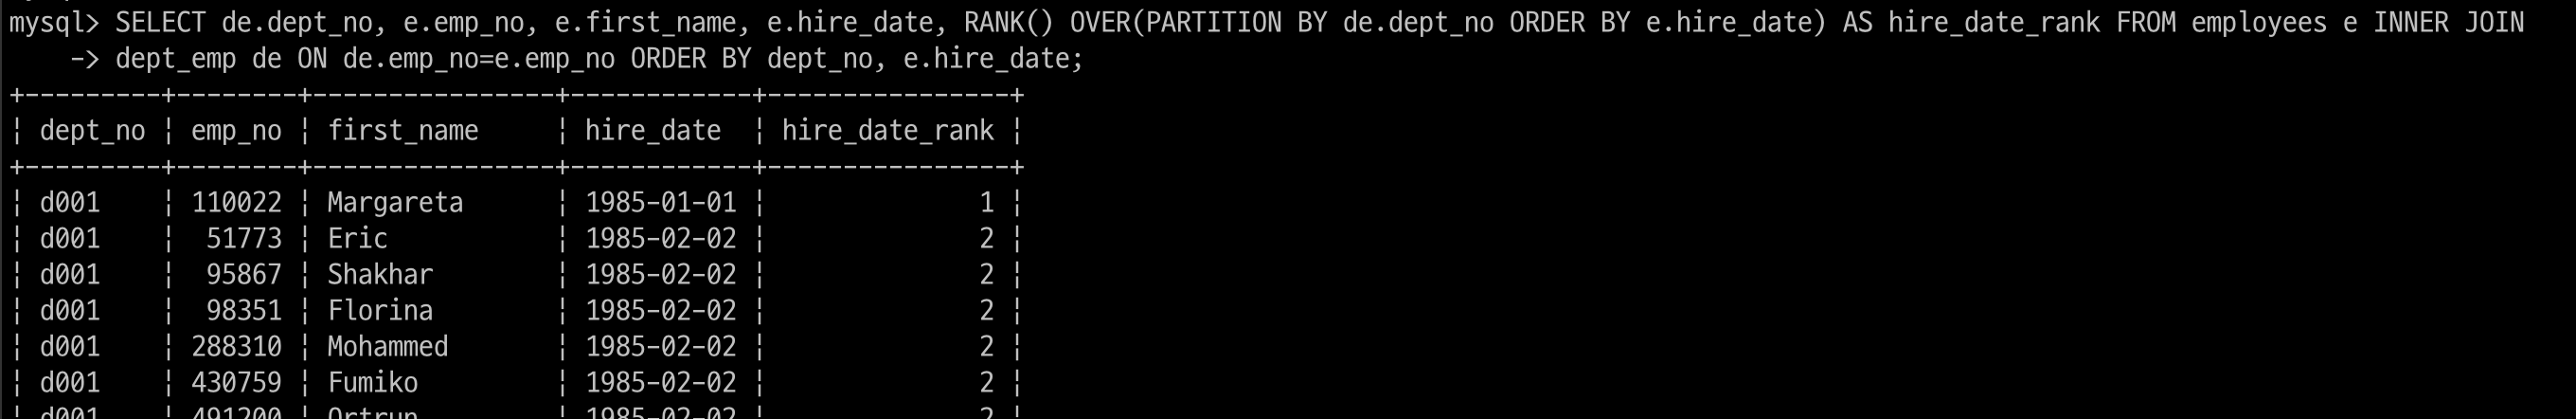 mysql> SELECT de.dept_no, e.emp_no, e.first_name, e.hire_date, RANK() OVER(PARTITION BY de.dept_no ORDER BY e.hire_date) AS hire_date_rank FROM employees e INNER JOIN
    -> dept_emp de ON de.emp_no=e.emp_no ORDER BY dept_no, e.hire_date;
+---------+--------+----------------+------------+----------------+
| dept_no | emp_no | first_name     | hire_date  | hire_date_rank |
+---------+--------+----------------+------------+----------------+
| d001    | 110022 | Margareta      | 1985-01-01 |              1 |
| d001    |  51773 | Eric           | 1985-02-02 |              2 |
| d001    |  95867 | Shakhar        | 1985-02-02 |              2 |
| d001    |  98351 | Florina        | 1985-02-02 |              2 |
| d001    | 288310 | Mohammed       | 1985-02-02 |              2 |
| d001    | 430759 | Fumiko         | 1985-02-02 |              2 |
| d001    | 491200 | Ortrun         | 1985-02-02 |              2 |